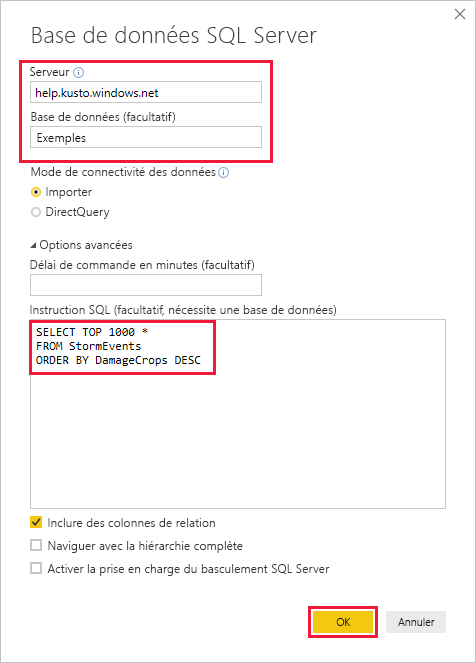 Base de données SQL Server
Serveur
help.kusto.windows.net
Base de données (facultatif)
Exemples
Mode de connectivité des données
Importer
DirectQuery
Options avancées
Délai de commande en minutes (facultatif)
Instruction SQL (facultatif, nécessite une base de données)
SELECT TOP 1000 *
FROM StormEvents
ORDER BY DamageCrops DESC
Inclure des colonnes de relation
Naviguer avec la hiérarchie complète
Activer la prise en charge du basculement SQL Server
OK
Annuler